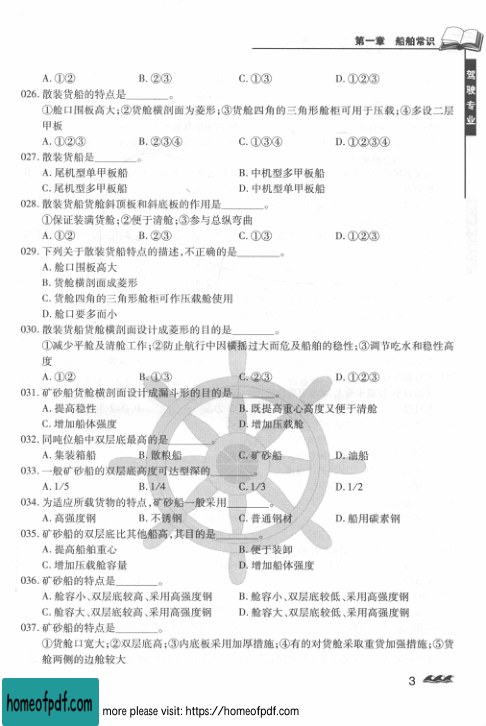 第一章 船舶常识
驾驶专业
A. ①② B. ②③ C. ①③ D. ①②③
026. 散装货船的特点是______。
①舱口围板高大;②货舱横剖面为菱形;③货舱四角的三角形舱柜可用于压载;④多设二层
甲板
A. ①②③ B. ②③④ C. ①③④ D. ①②③④
027. 散装货船是______。
A. 尾机型单甲板船 B. 中机型多甲板船
C. 尾机型多甲板船 D. 中机型单甲板船
028. 散装货船货舱斜顶板和斜底板的作用是______。
①保证装满货舱;②便于清舱;③参与总纵弯曲
A. ①② B. ②③ C. ①③ D. ①②③
029. 下列关于散装货船特点的描述,不正确的是______。
A. 舱口围板高大
B. 货舱横剖面成菱形
C. 货舱四角的三角形舱柜可作压载舱使用
D. 舱口要多而小
030. 散装货船货舱横剖面设计成菱形的目的是______。
①减少平舱及清舱工作;②防止航行中因横摇过大而危及船舶的稳性;③调节吃水和稳性高
度
A. ①② B. ①③ C. ②③ D. ①②③
031. 矿砂船货舱横剖面设计成漏斗形的目的是______。
A. 提高稳性 B. 既提高重心高度又便于清舱
C. 增加船体强度 D. 增加压载舱
032. 同吨位船中双层底最高的是______。
A. 集装箱船 B. 散粮船 C. 矿砂船 D. 油船
033. 一般矿砂船的双层底高度可达型深的______。
A. 1/5 B. 1/4 C. 1/3 D. 1/2
034. 为适应所载货物的特点,矿砂船一般采用______。
A. 高强度钢 B. 不锈钢 C. 普通钢材 D. 船用碳素钢
035. 矿砂船的双层底比其他船高,其目的是______。
A. 提高船舶重心 B. 便于装卸
C. 增加压载舱容量 D. 增加船体强度
036. 矿砂船的特点是______。
A. 舱容小、双层底较高、采用高强度钢 B. 舱容小、双层底较低、采用高强度钢
C. 舱容大、双层底较高、采用高强度钢 D. 舱容大、双层底较低、采用高强度钢
037. 矿砂船的特点是______。
①货舱口宽大;②双层底高;③内底板采用加厚措施;④有的对货舱采取重货加强措施;⑤货
舱两侧的边舱较大
3
homeofpdf.com
more please visit: https://homeofpdf.com